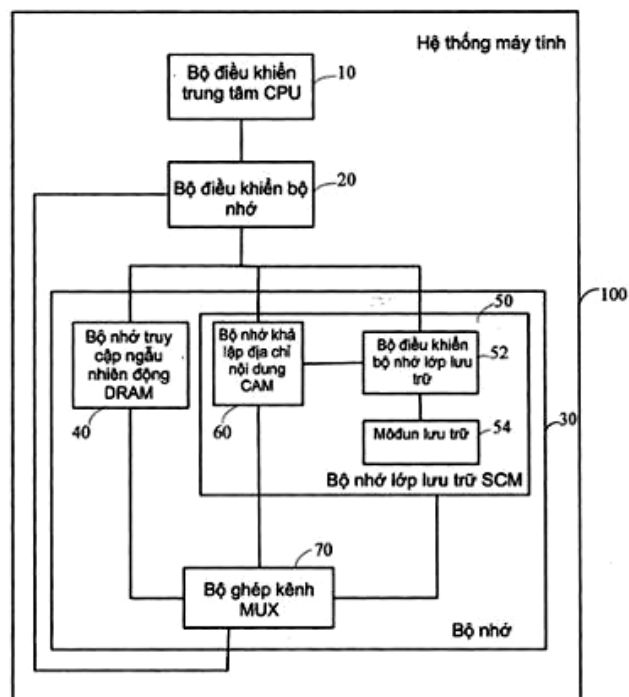 Hệ thống máy tính
Bộ điều khiển
trung tâm CPU
10
Bộ điều khiển bộ
nhớ
20
100
50
Bộ nhớ truy
cập ngẫu
nhiên động
DRAM
40
Bộ nhớ khả
lập địa chỉ
nội dung
CAM
60
Bộ điều khiển
bộ nhớ lớp lưu
trữ
52
Môđun lưu trữ
54
30
Bộ nhớ lớp lưu trữ SCM
70
Bộ ghép kênh
MUX
Bộ nhớ